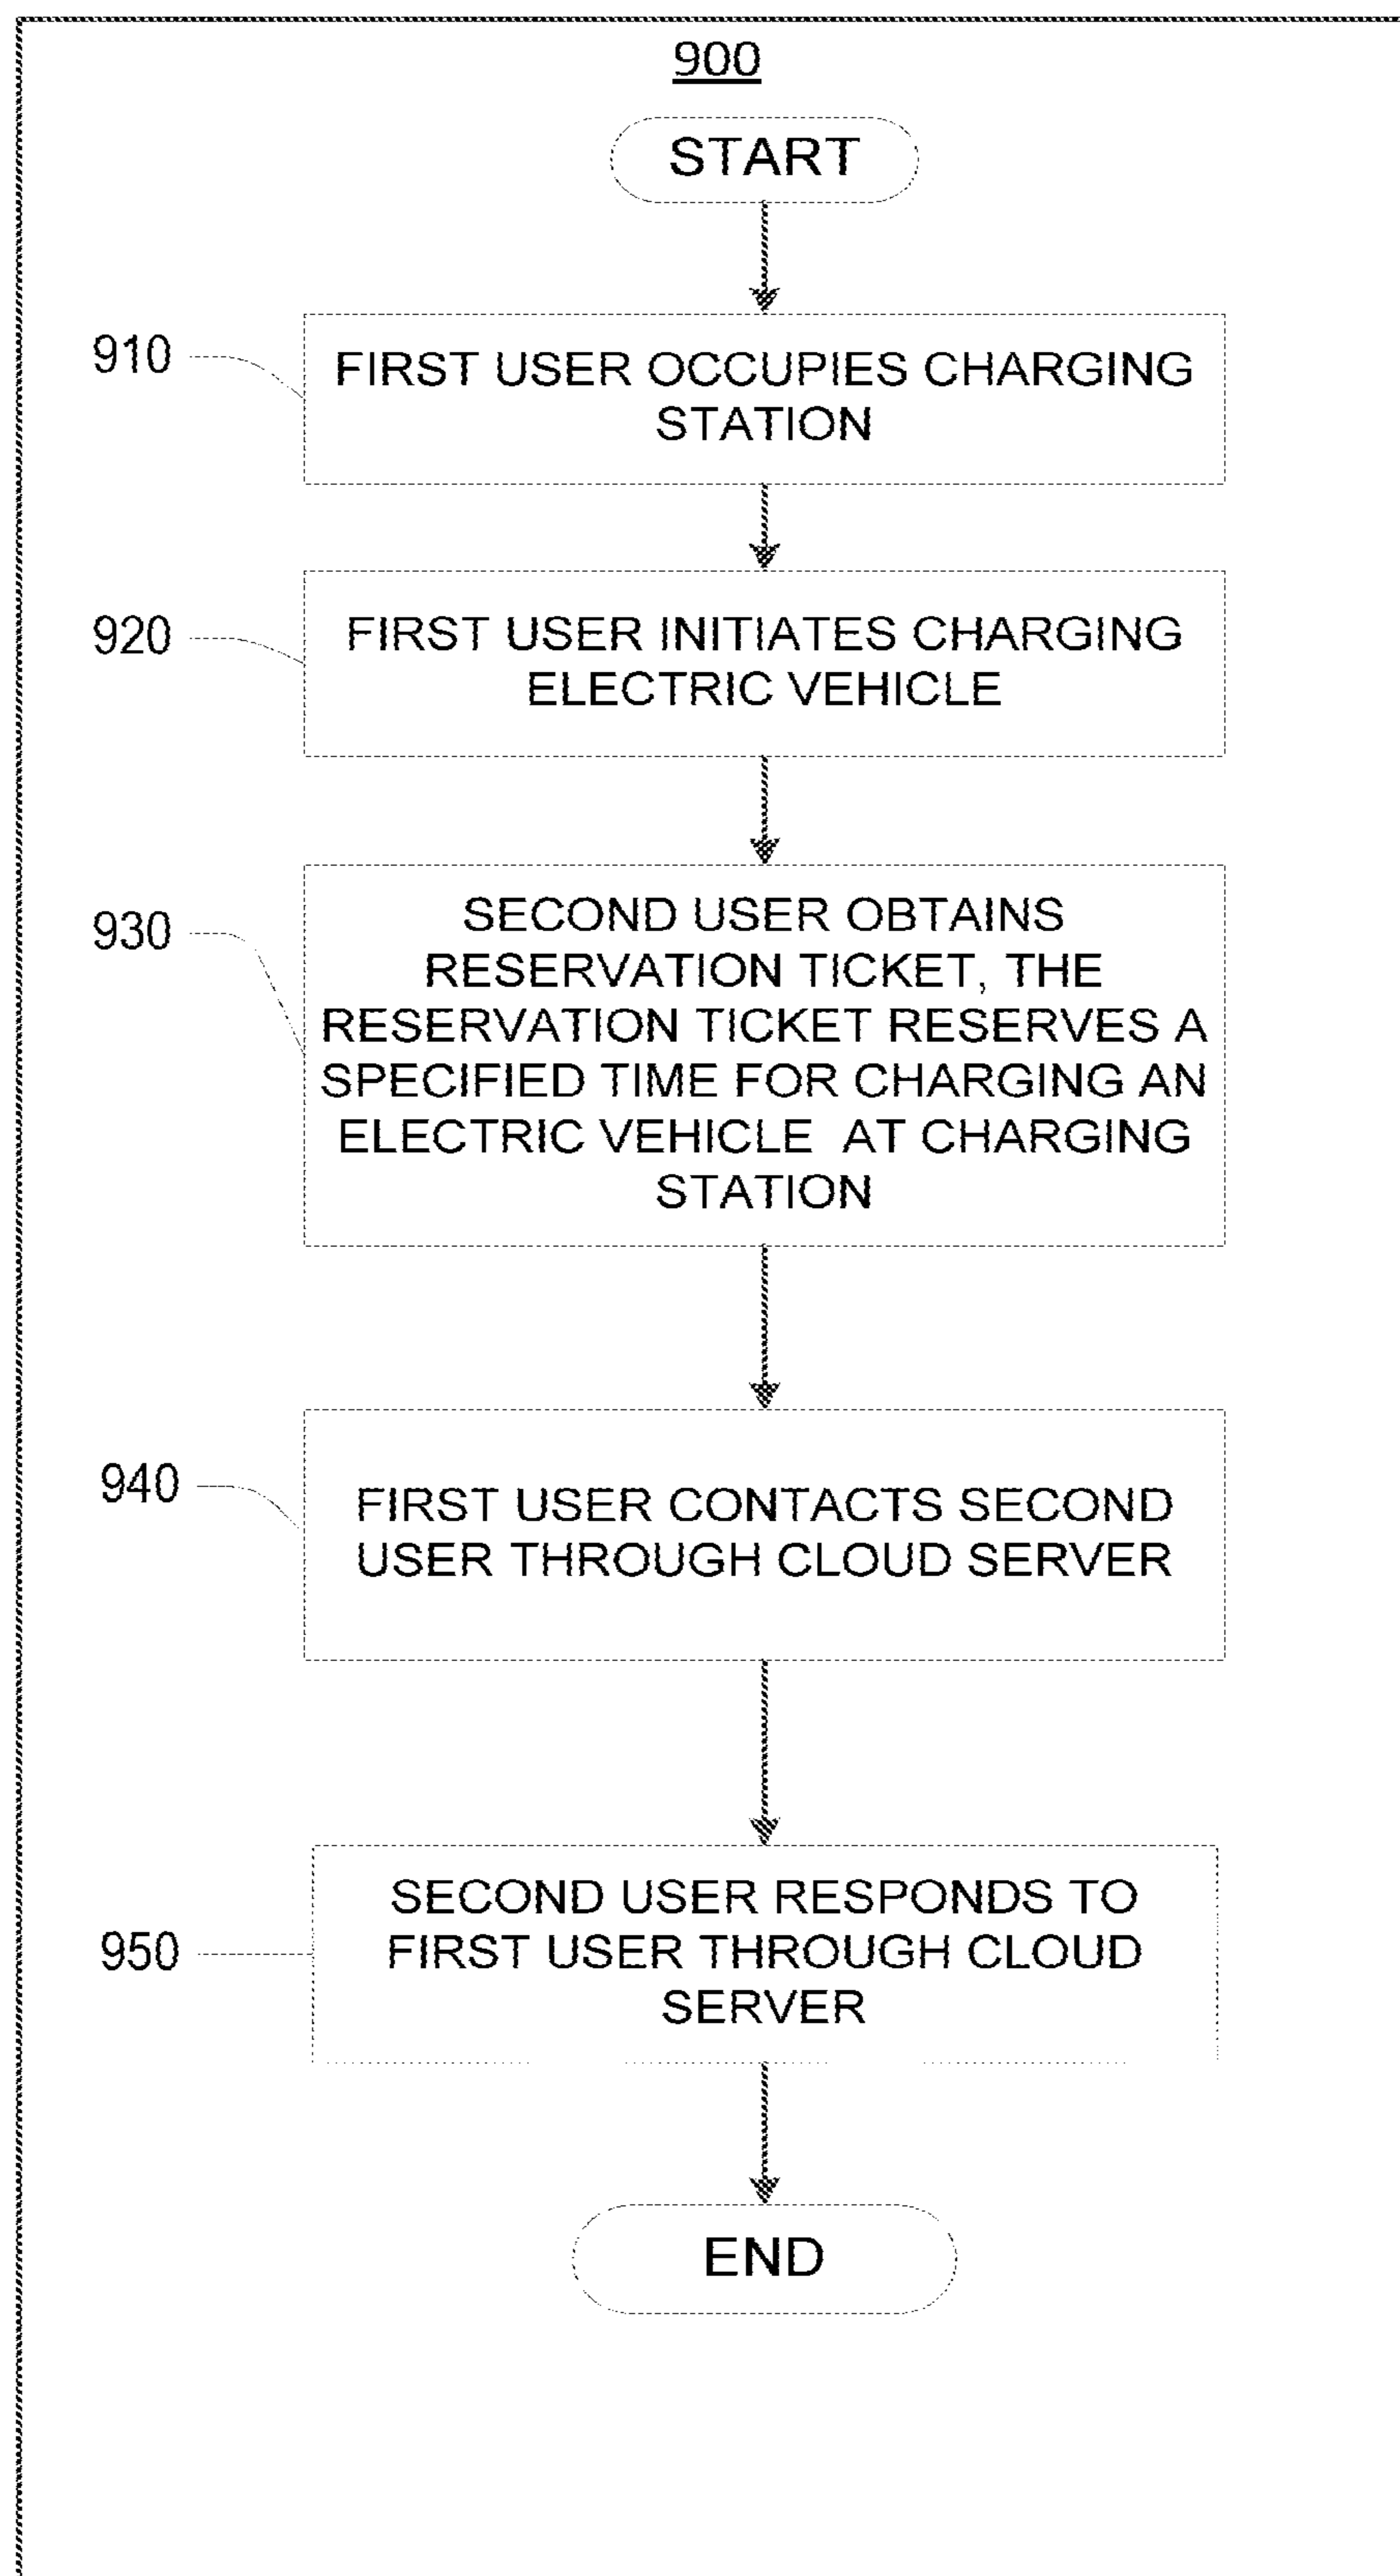 900
START
910
FIRST USER OCCUPIES CHARGING
STATION
920
FIRST USER INITIATES CHARGING
ELECTRIC VEHICLE
930
SECOND USER OBTAINS
RESERVATION TICKET, THE
RESERVATION TICKET RESERVES A
SPECIFIED TIME FOR CHARGING AN
ELECTRIC VEHICLE AT CHARGING
STATION
940
FIRST USER CONTACTS SECOND
USER THROUGH CLOUD SERVER
950
SECOND USER RESPONDS TO
FIRST USER THROUGH CLOUD
SERVER
END